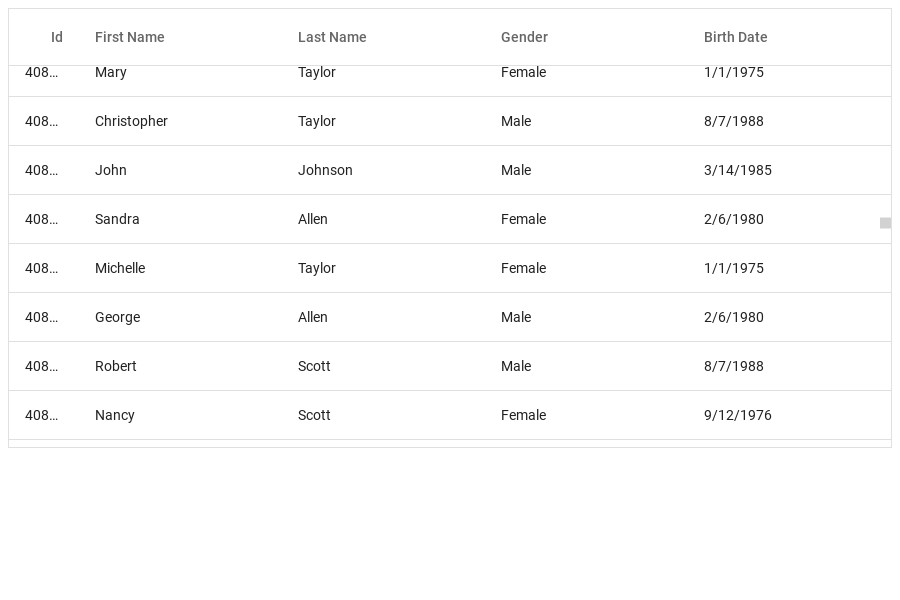 Id First Name Last Name Gender Birth Date
408… Mary Taylor Female 1/1/1975
408… Christopher Taylor Male 8/7/1988
408… John Johnson Male 3/14/1985
408… Sandra Allen Female 2/6/1980
408… Michelle Taylor Female 1/1/1975
408… George Allen Male 2/6/1980
408… Robert Scott Male 8/7/1988
408… Nancy Scott Female 9/12/1976